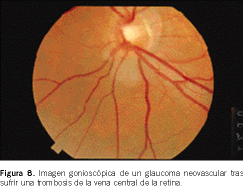 Figura 8. Imagen gonioscópica de un glaucoma neovascular tras
sufrir una trombosis de la vena central de la retina.